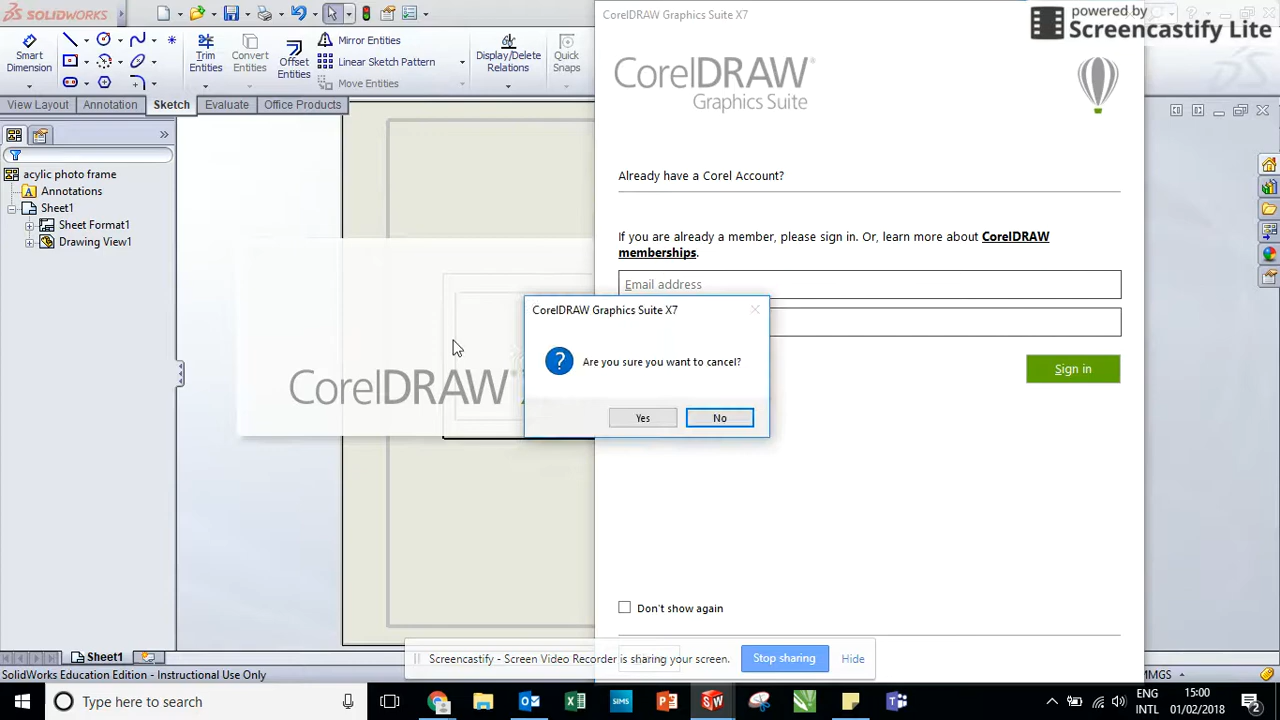 SOLIDWORKS
CorelDRAW Graphics Suite X7
powered by
Screencastify Lite
Smart
Dimension
Trim
Entities
Convert
Entities
Offset
Entities
Mirror Entities
Linear Sketch Pattern
Move Entities
Display/Delete
Relations
Quick
Snaps
View Layout
Annotation
Sketch
Evaluate
Office Products
CorelDRAW
Graphics Suite
acylic photo frame
Annotations
Sheet1
Sheet Format1
Drawing View1
Already have a Corel Account?
If you are already a member, please sign in. Or, learn more about CorelDRAW
memberships.
Email address
CorelDRAW Graphics Suite X7
Are you sure you want to cancel?
Yes
No
Sign in
CorelDRAW
Don't show again
Screencastify - Screen Video Recorder is sharing your screen.
Stop sharing
Hide
Sheet1
SolidWorks Education Edition - Instructional Use Only
MMGS
Type here to search
SIMS
ENG
INTL
15:00
01/02/2018
2